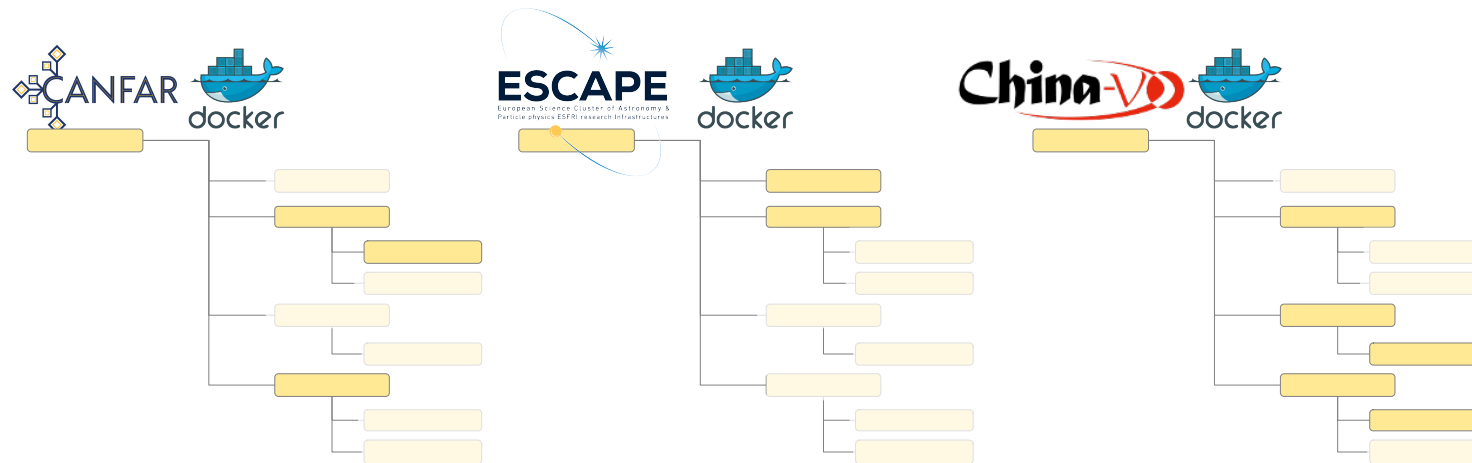 CANFAR
docker
ESCAPE
European Science Cluster of Astronomy &
Particle physics ESFRI research Infrastructures
docker
China-VO
docker